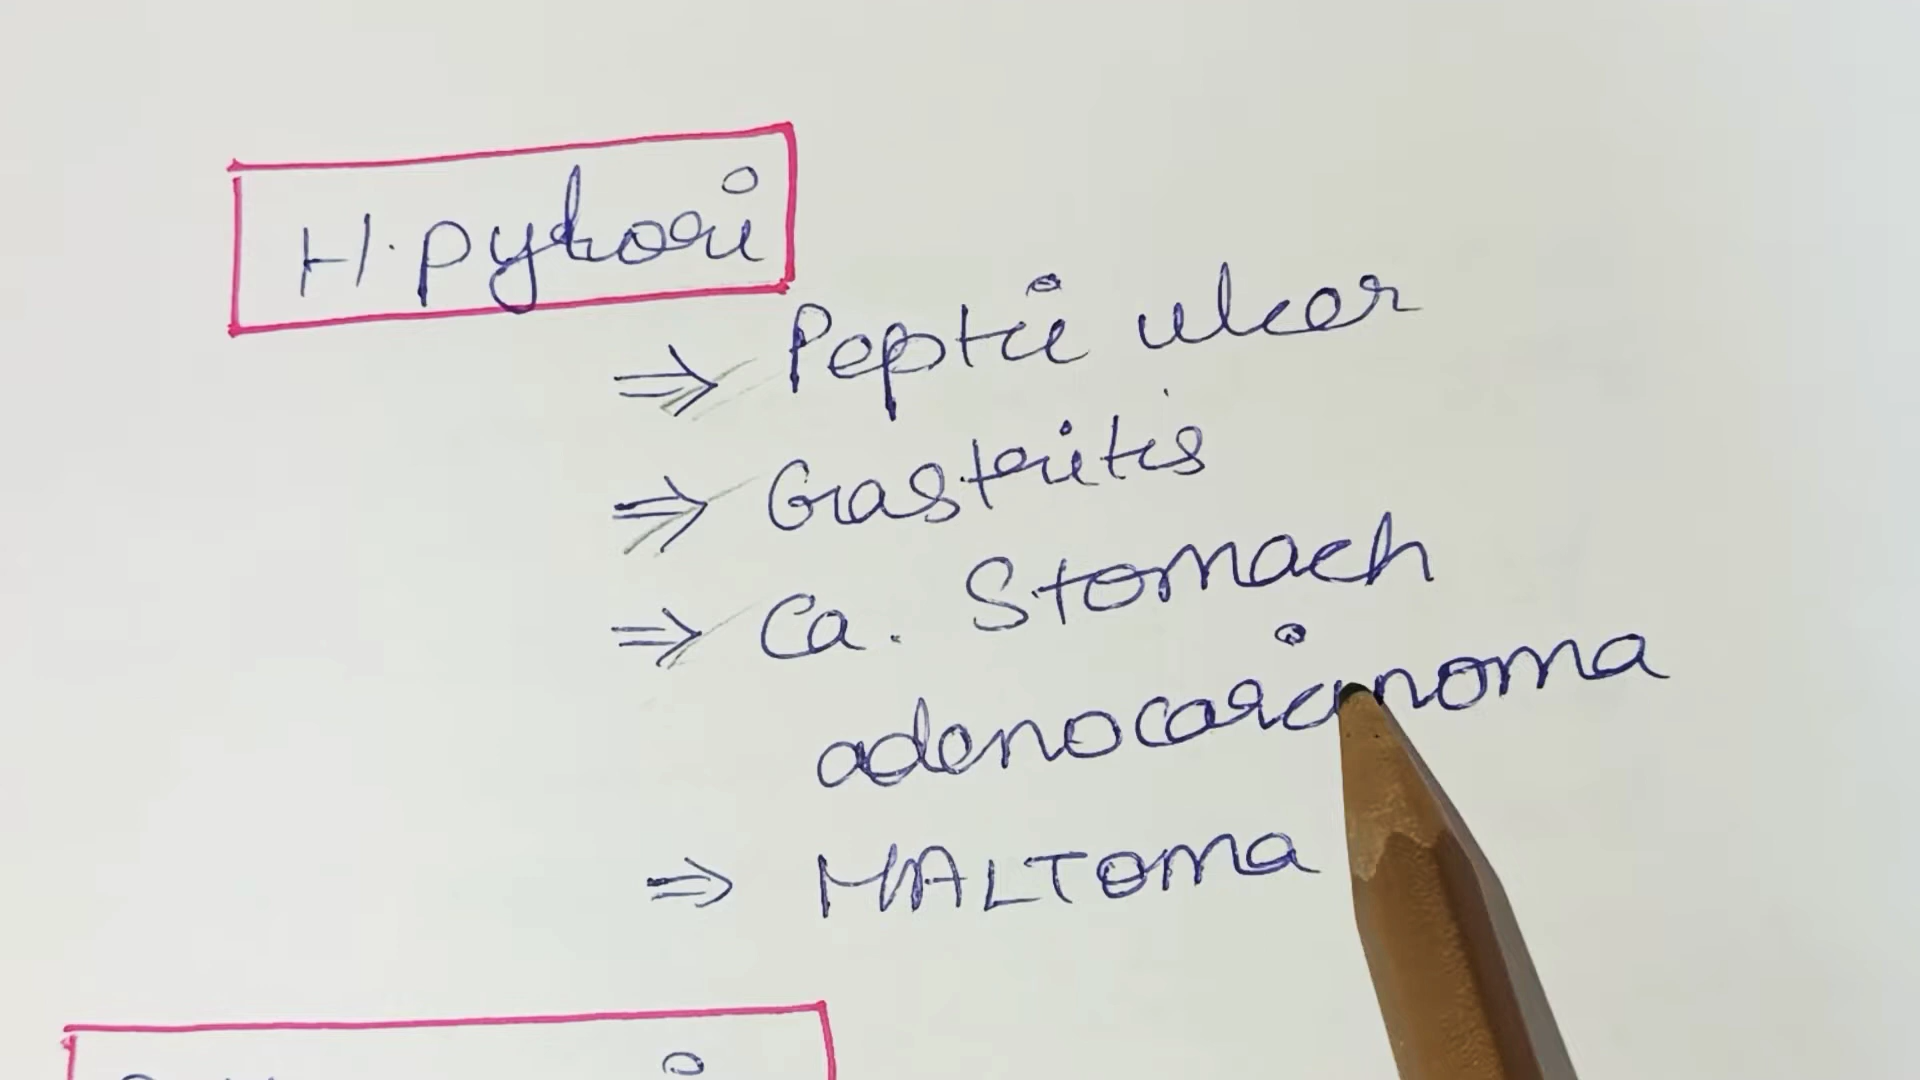 H. pylori
⇒ Peptic ulcer
⇒ Gastritis
⇒ Ca. Stomach
adenocarcinoma
⇒ MALToma